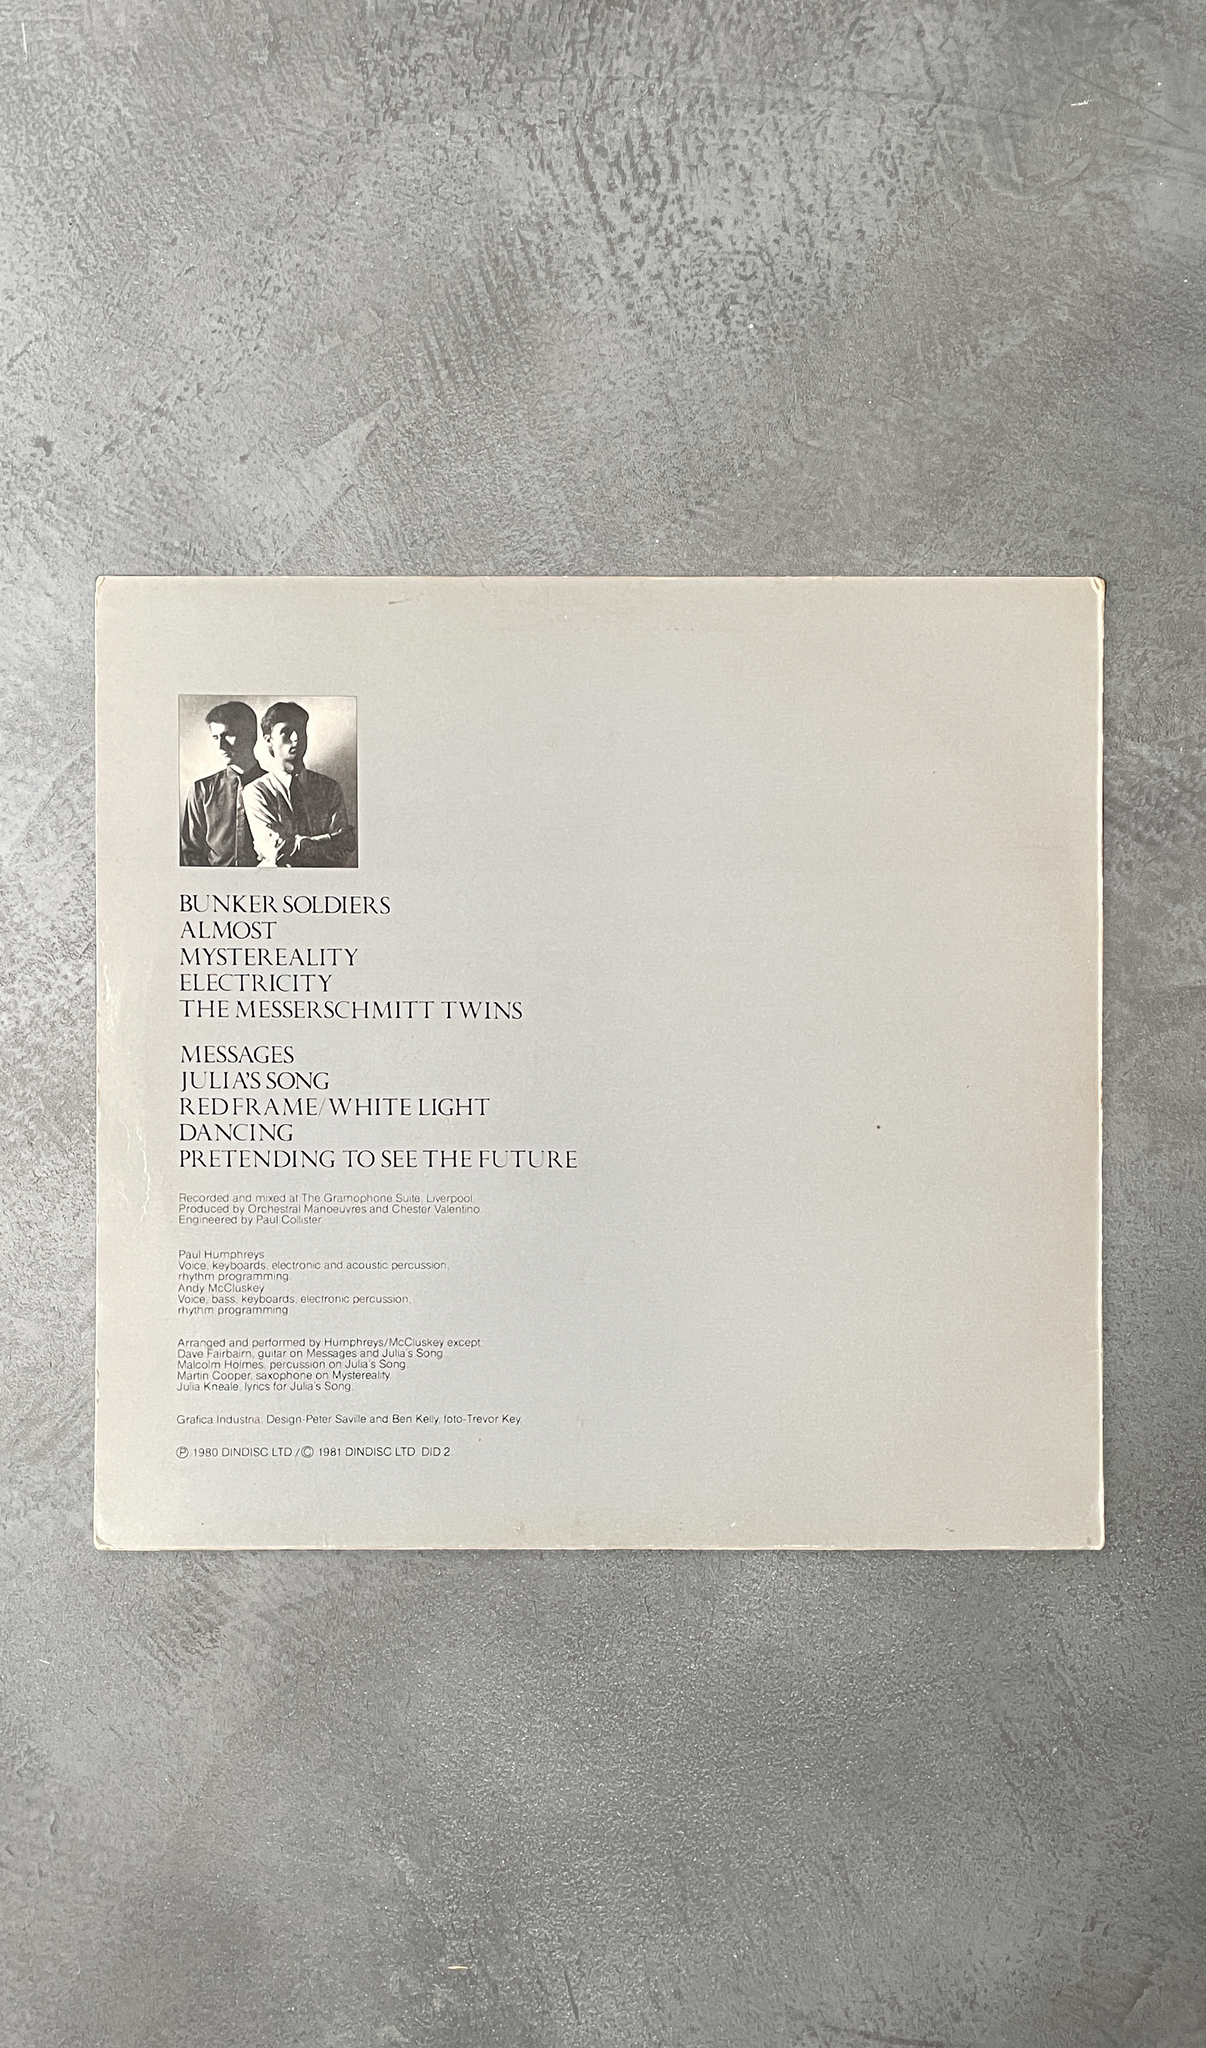 BUNKER SOLDIERS
ALMOST
MYSTEREALITY
ELECTRICITY
THE MESSERSCHMITT TWINS
MESSAGES
JULIA'S SONG
RED FRAME/WHITE LIGHT
DANCING
PRETENDING TO SEE THE FUTURE
Recorded and mixed at The Gramophone Suite, Liverpool.
Produced by Orchestral Manoeuvres and Chester Valentino.
Engineered by Paul Collister.
Paul Humphreys
Voice, keyboards, electronic and acoustic percussion,
rhythm programming.
Andy McCluskey
Voice, bass, keyboards, electronic percussion,
rhythm programming.
Arranged and performed by Humphreys/McCluskey except:
Dave Fairbairn, guitar on Messages and Julia's Song.
Malcolm Holmes, percussion on Julia's Song.
Martin Cooper, saxophone on Mystereality.
Julia Kneale, lyrics for Julia's Song.
Grafica Industria. Design-Peter Saville and Ben Kelly, foto-Trevor Key.
℗ 1980 DINDISC LTD./© 1981 DINDISC LTD. DID 2